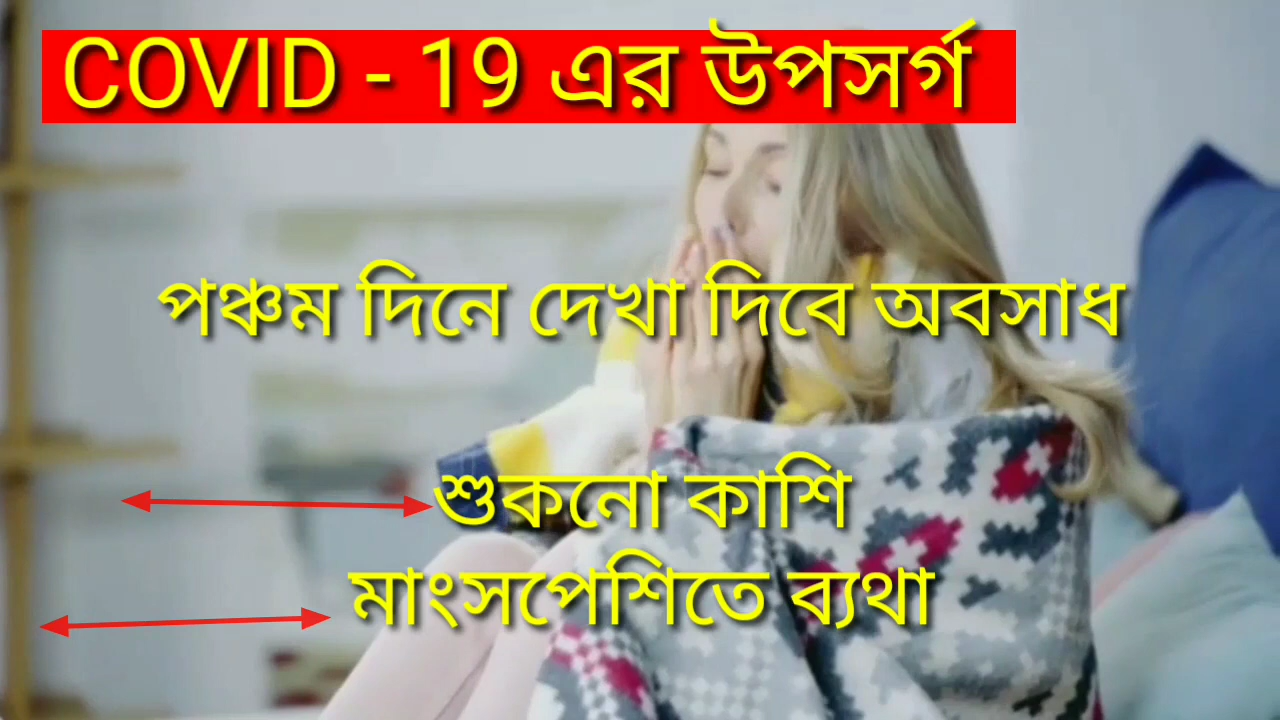 COVID - 19 এর উপসর্গ
পঞ্চম দিনে দেখা দিবে অবসাধ
শুকনো কাশি
মাংসপেশিতে ব্যথা